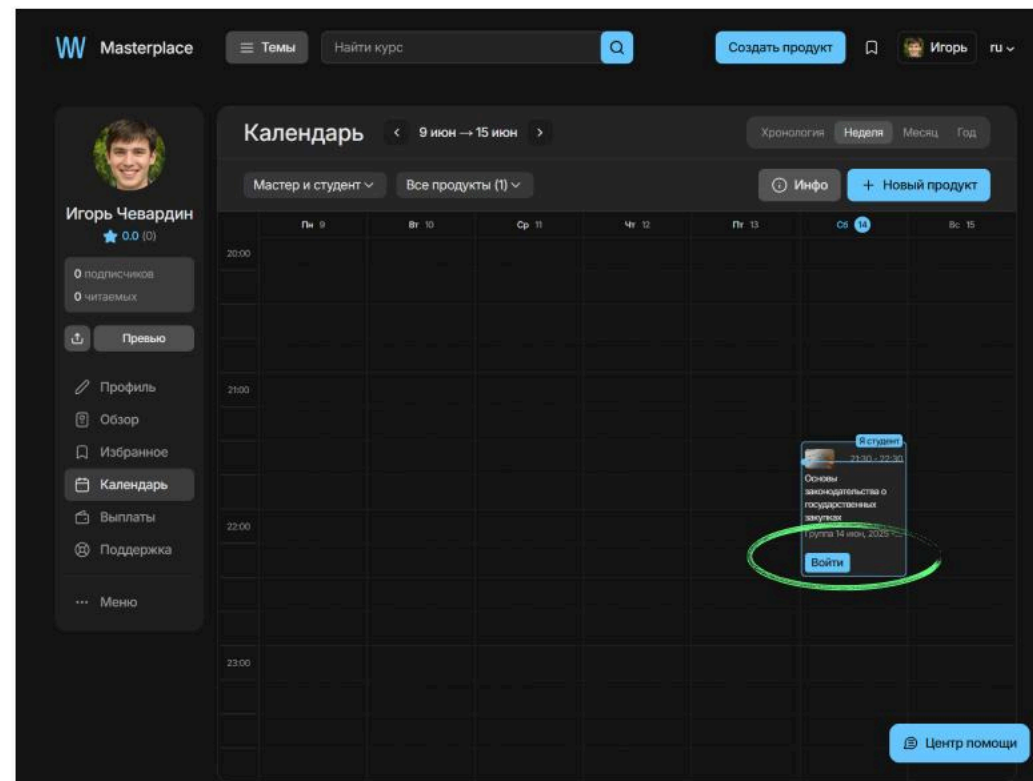 Masterplace
Темы
Найти курс
Создать продукт
Игорь
ru
Игорь Чевардин
0.0 (0)
0 подписчиков
0 читаемых
Превью
Профиль
Обзор
Избранное
Календарь
Выплаты
Поддержка
Меню
Календарь
9 июн → 15 июн
Хронология Неделя Месяц Год
Мастер и студент
Все продукты (1)
Инфо
+ Новый продукт
Пн 9 Вт 10 Ср 11 Чт 12 Пт 13 Сб 14 Вс 15
20:00
21:00
Я студент
21:30 - 22:30
Основы
законодательства о
государственных
закупках
Группа 14 июн, 2025 -...
22:00
Войти
23:00
Центр помощи